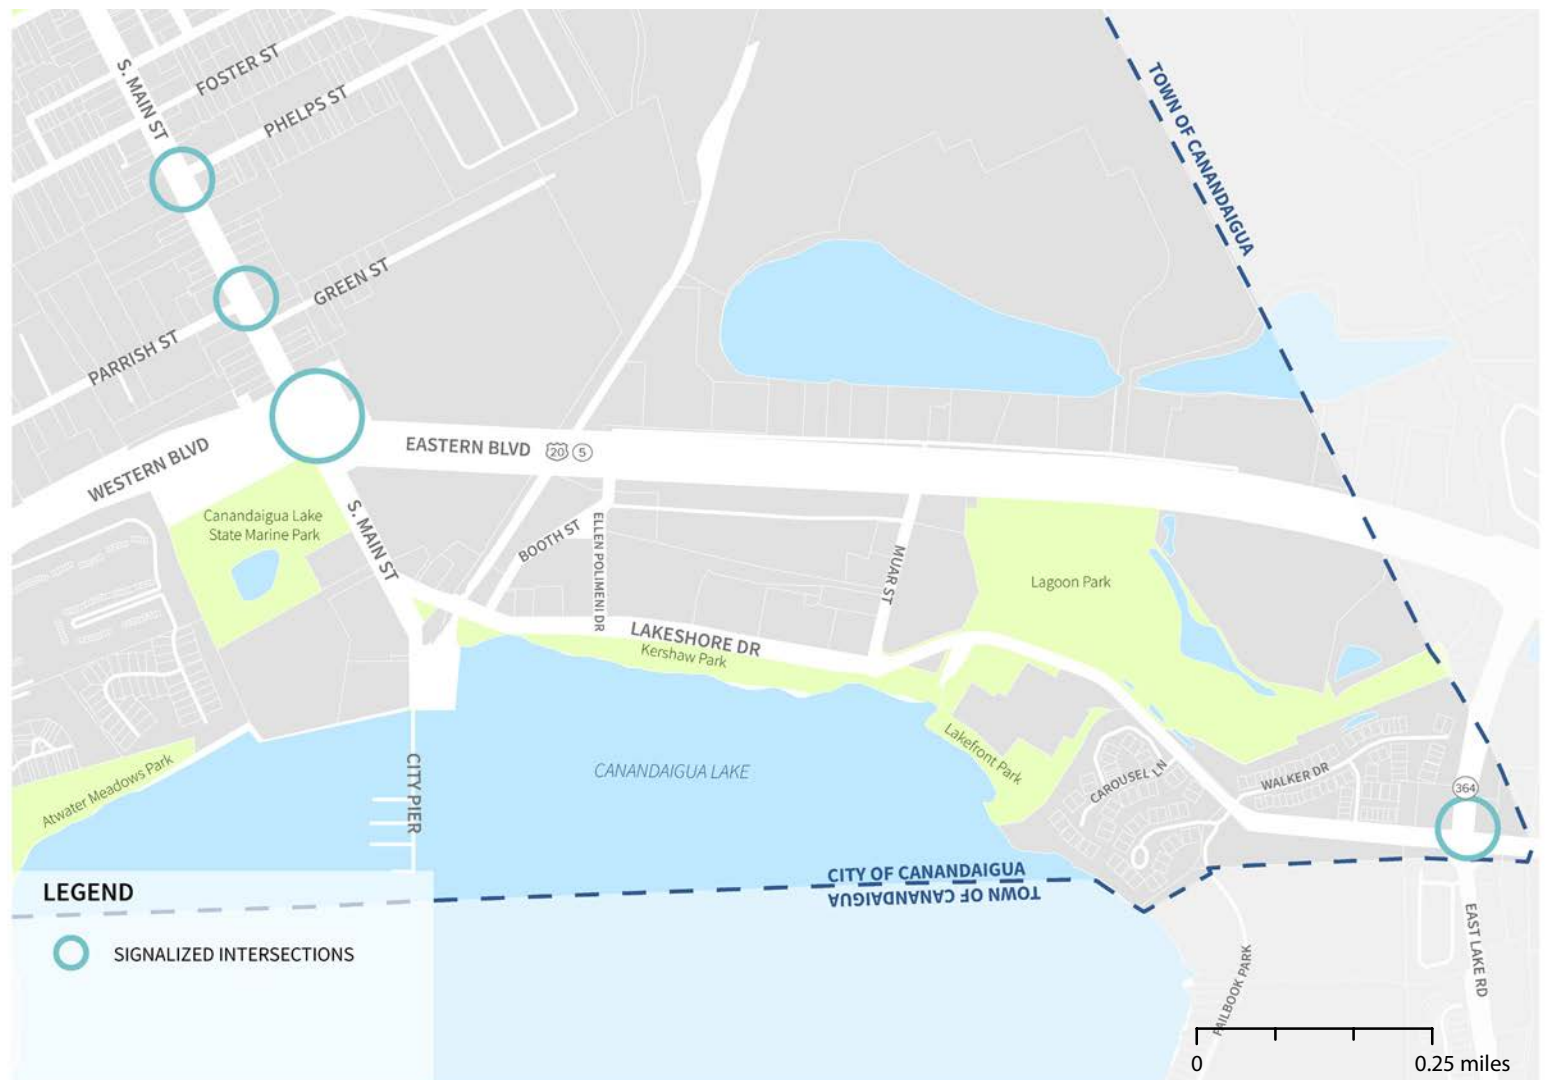 S. MAIN ST
FOSTER ST
PHELPS ST
TOWN OF CANANDAIGUA
GREEN ST
PARRISH ST
WESTERN BLVD
EASTERN BLVD 20 5
Canandaigua Lake
State Marine Park
S. MAIN ST
BOOTH ST
ELLEN POLIMENI DR
MUAR ST
Lagoon Park
LAKESHORE DR
Kershaw Park
Lakefront Park
CAROUSEL LN
WALKER DR
364
Atwater Meadows Park
CITY PIER
CANANDAIGUA LAKE
CITY OF CANANDAIGUA
TOWN OF CANANDAIGUA
EAST LAKE RD
PAILBOOK PARK
LEGEND
SIGNALIZED INTERSECTIONS
0 0.25 miles